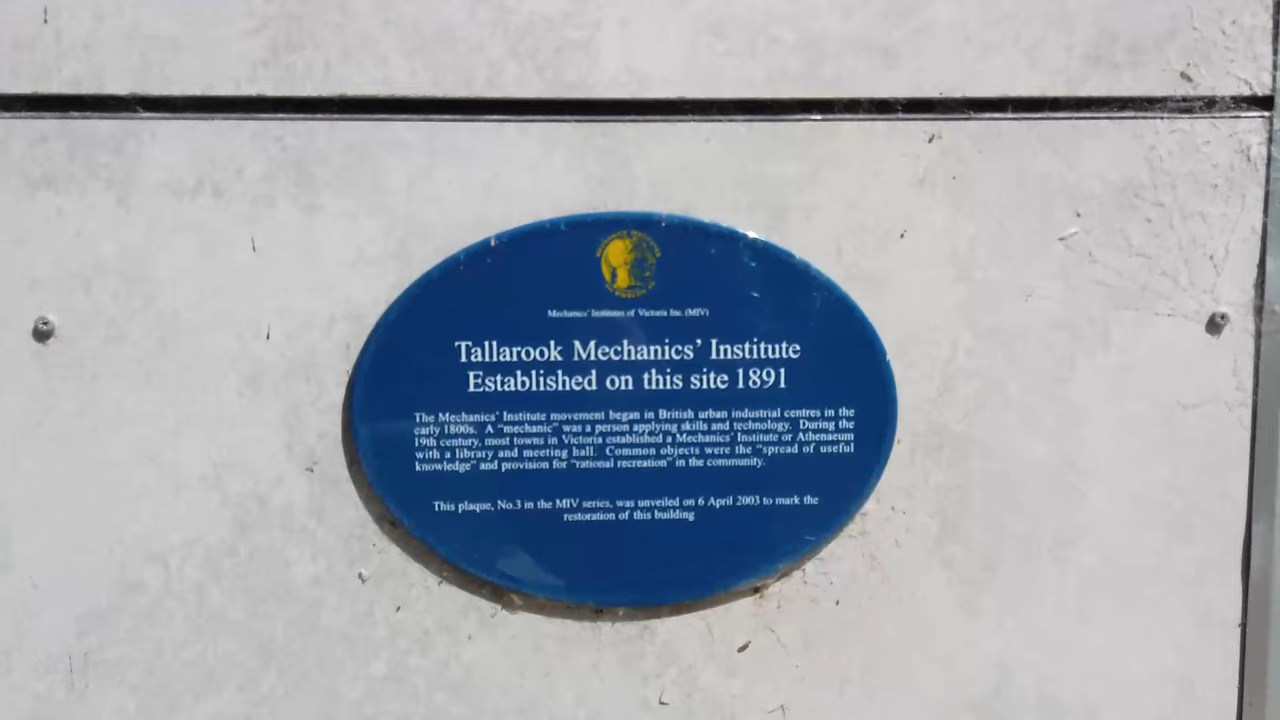 Mechanics' Institutes of Victoria Inc. (MIV)
Tallarook Mechanics' Institute
Established on this site 1891
The Mechanics' Institute movement began in British urban industrial centres in the
early 1800s. A "mechanic" was a person applying skills and technology. During the
19th century, most towns in Victoria established a Mechanics' Institute or Athenaeum
with a library and meeting hall. Common objects were the "spread of useful
knowledge" and provision for "rational recreation" in the community.
This plaque, No.3 in the MIV series, was unveiled on 6 April 2003 to mark the
restoration of this building